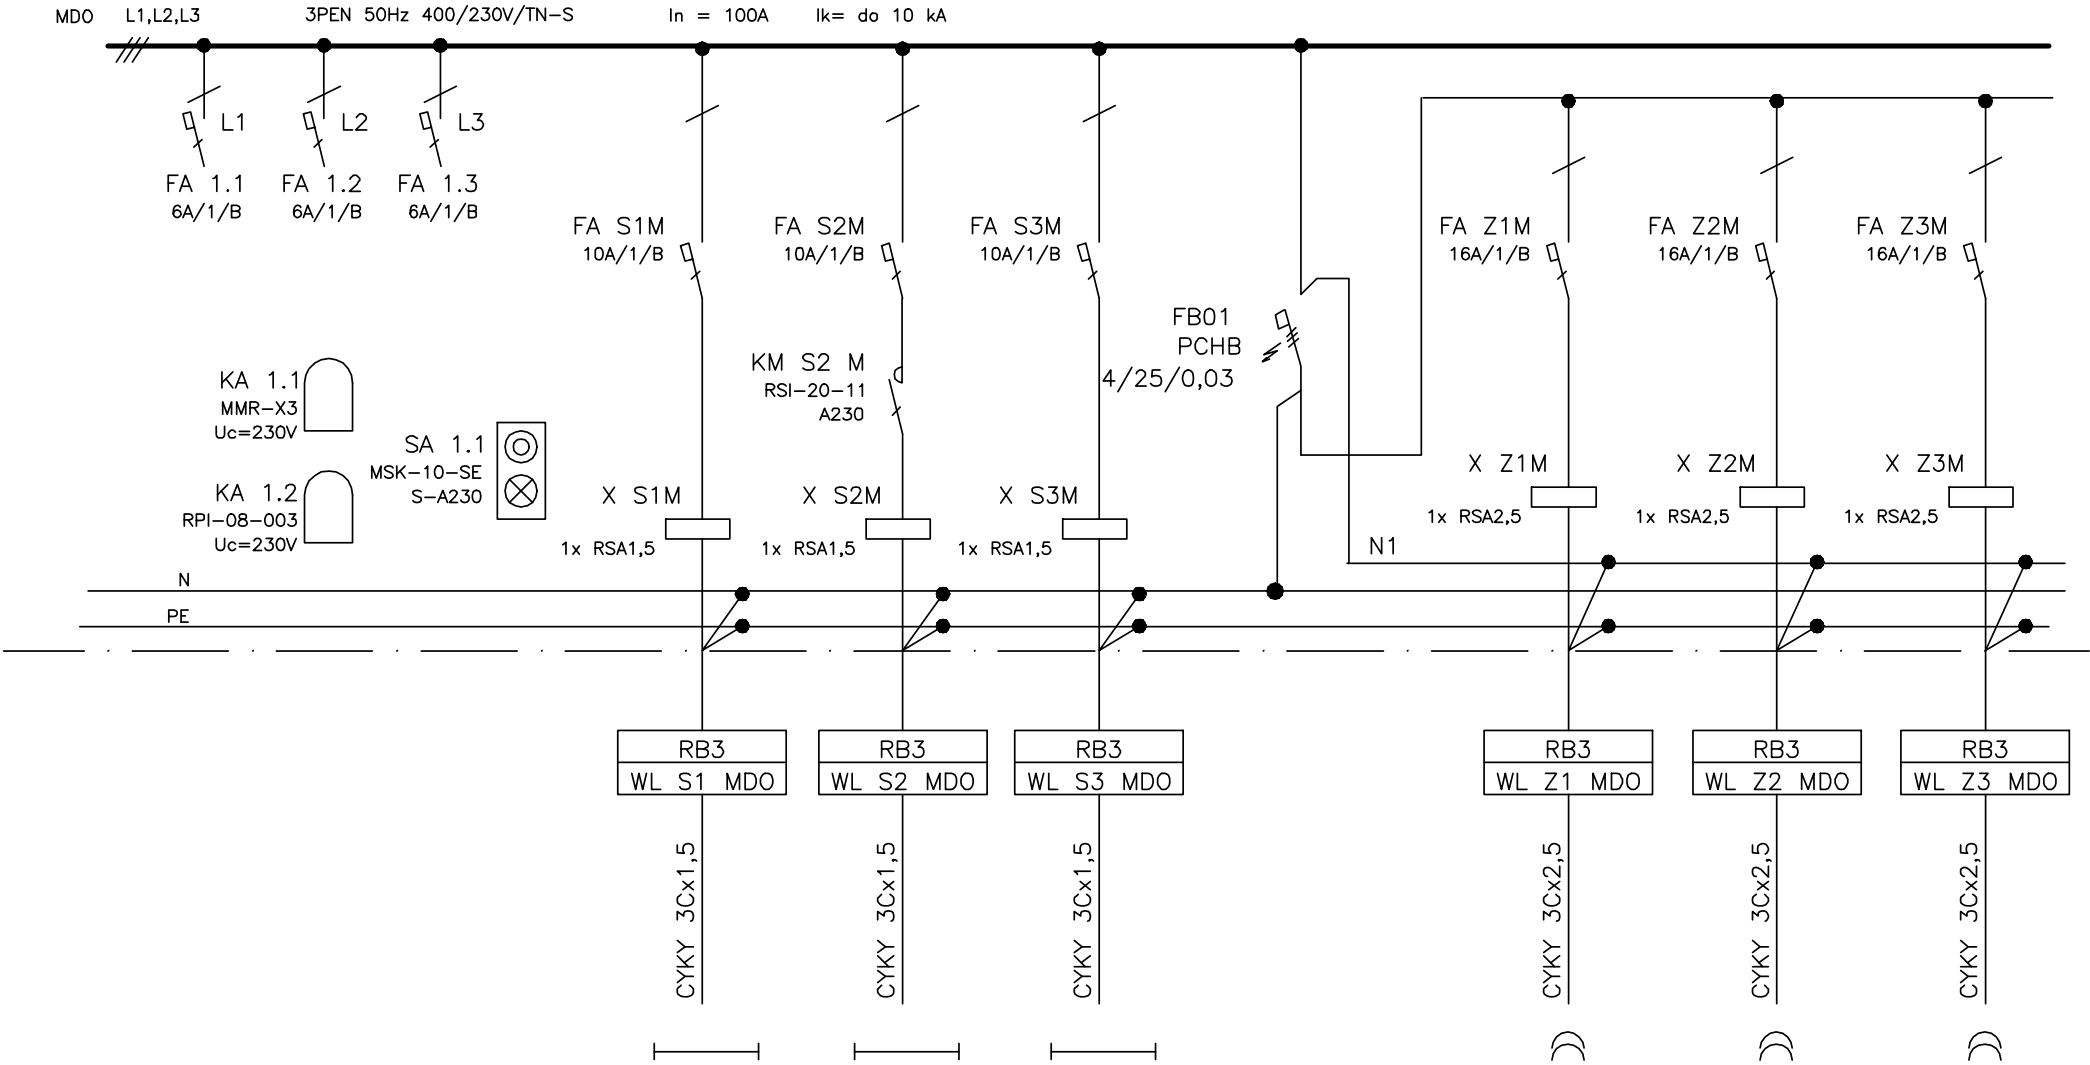 MDO L1,L2,L3 3PEN 50Hz 400/230V/TN-S In = 100A Ik= do 10 kA
L1 L2 L3
FA 1.1 FA 1.2 FA 1.3
6A/1/B 6A/1/B 6A/1/B
FA S1M FA S2M FA S3M FA Z1M FA Z2M FA Z3M
10A/1/B 10A/1/B 10A/1/B 16A/1/B 16A/1/B 16A/1/B
FB01
PCHB
4/25/0,03
KM S2 M
RSI-20-11
A230
KA 1.1
MMR-X3
Uc=230V
SA 1.1
MSK-10-SE
S-A230
KA 1.2
RPI-08-003
Uc=230V
X S1M X S2M X S3M X Z1M X Z2M X Z3M
1x RSA1,5 1x RSA1,5 1x RSA1,5 1x RSA2,5 1x RSA2,5 1x RSA2,5
N1
N
PE
RB3 RB3 RB3 RB3 RB3 RB3
WL S1 MDO WL S2 MDO WL S3 MDO WL Z1 MDO WL Z2 MDO WL Z3 MDO
CYKY 3Cx1,5 CYKY 3Cx1,5 CYKY 3Cx1,5 CYKY 3Cx2,5 CYKY 3Cx2,5 CYKY 3Cx2,5